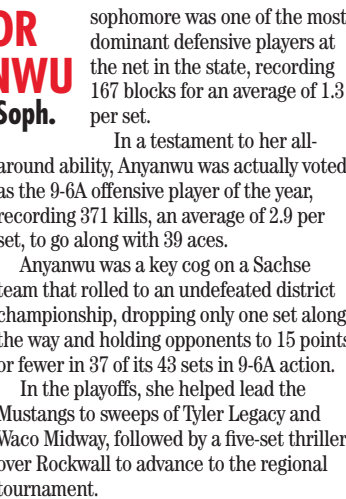 OR
NWU
Soph.
sophomore was one of the most
dominant defensive players at
the net in the state, recording
167 blocks for an average of 1.3
per set.
In a testament to her all-
around ability, Anyanwu was actually voted
as the 9-6A offensive player of the year,
recording 371 kills, an average of 2.9 per
set, to go along with 39 aces.
Anyanwu was a key cog on a Sachse
team that rolled to an undefeated district
championship, dropping only one set along
the way and holding opponents to 15 points
or fewer in 37 of its 43 sets in 9-6A action.
In the playoffs, she helped lead the
Mustangs to sweeps of Tyler Legacy and
Waco Midway, followed by a five-set thriller
over Rockwall to advance to the regional
tournament.